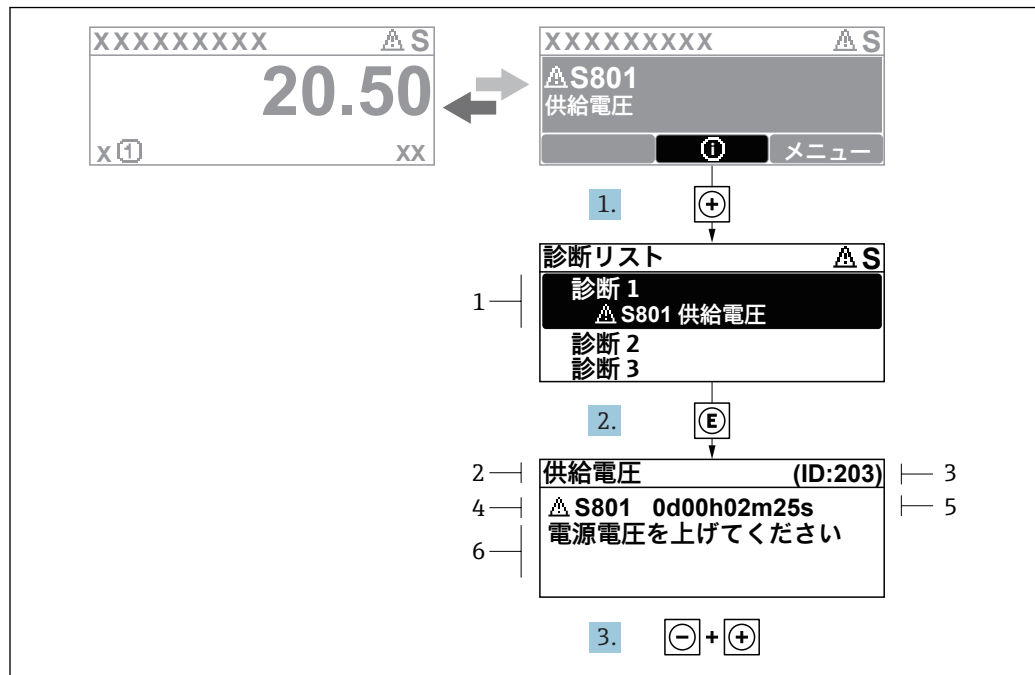 XXXXXXXXX ⚠ S
20.50
X 1 XX
XXXXXXXXX ⚠ S
⚠S801
供給電圧
i メニュー
1. +
診断リスト ⚠ S
1 診断 1
⚠ S801 供給電圧
診断 2
診断 3
2. E
2 供給電圧 (ID:203) 3
4 ⚠ S801 0d00h02m25s 5
6 電源電圧を上げてください
3. - + +